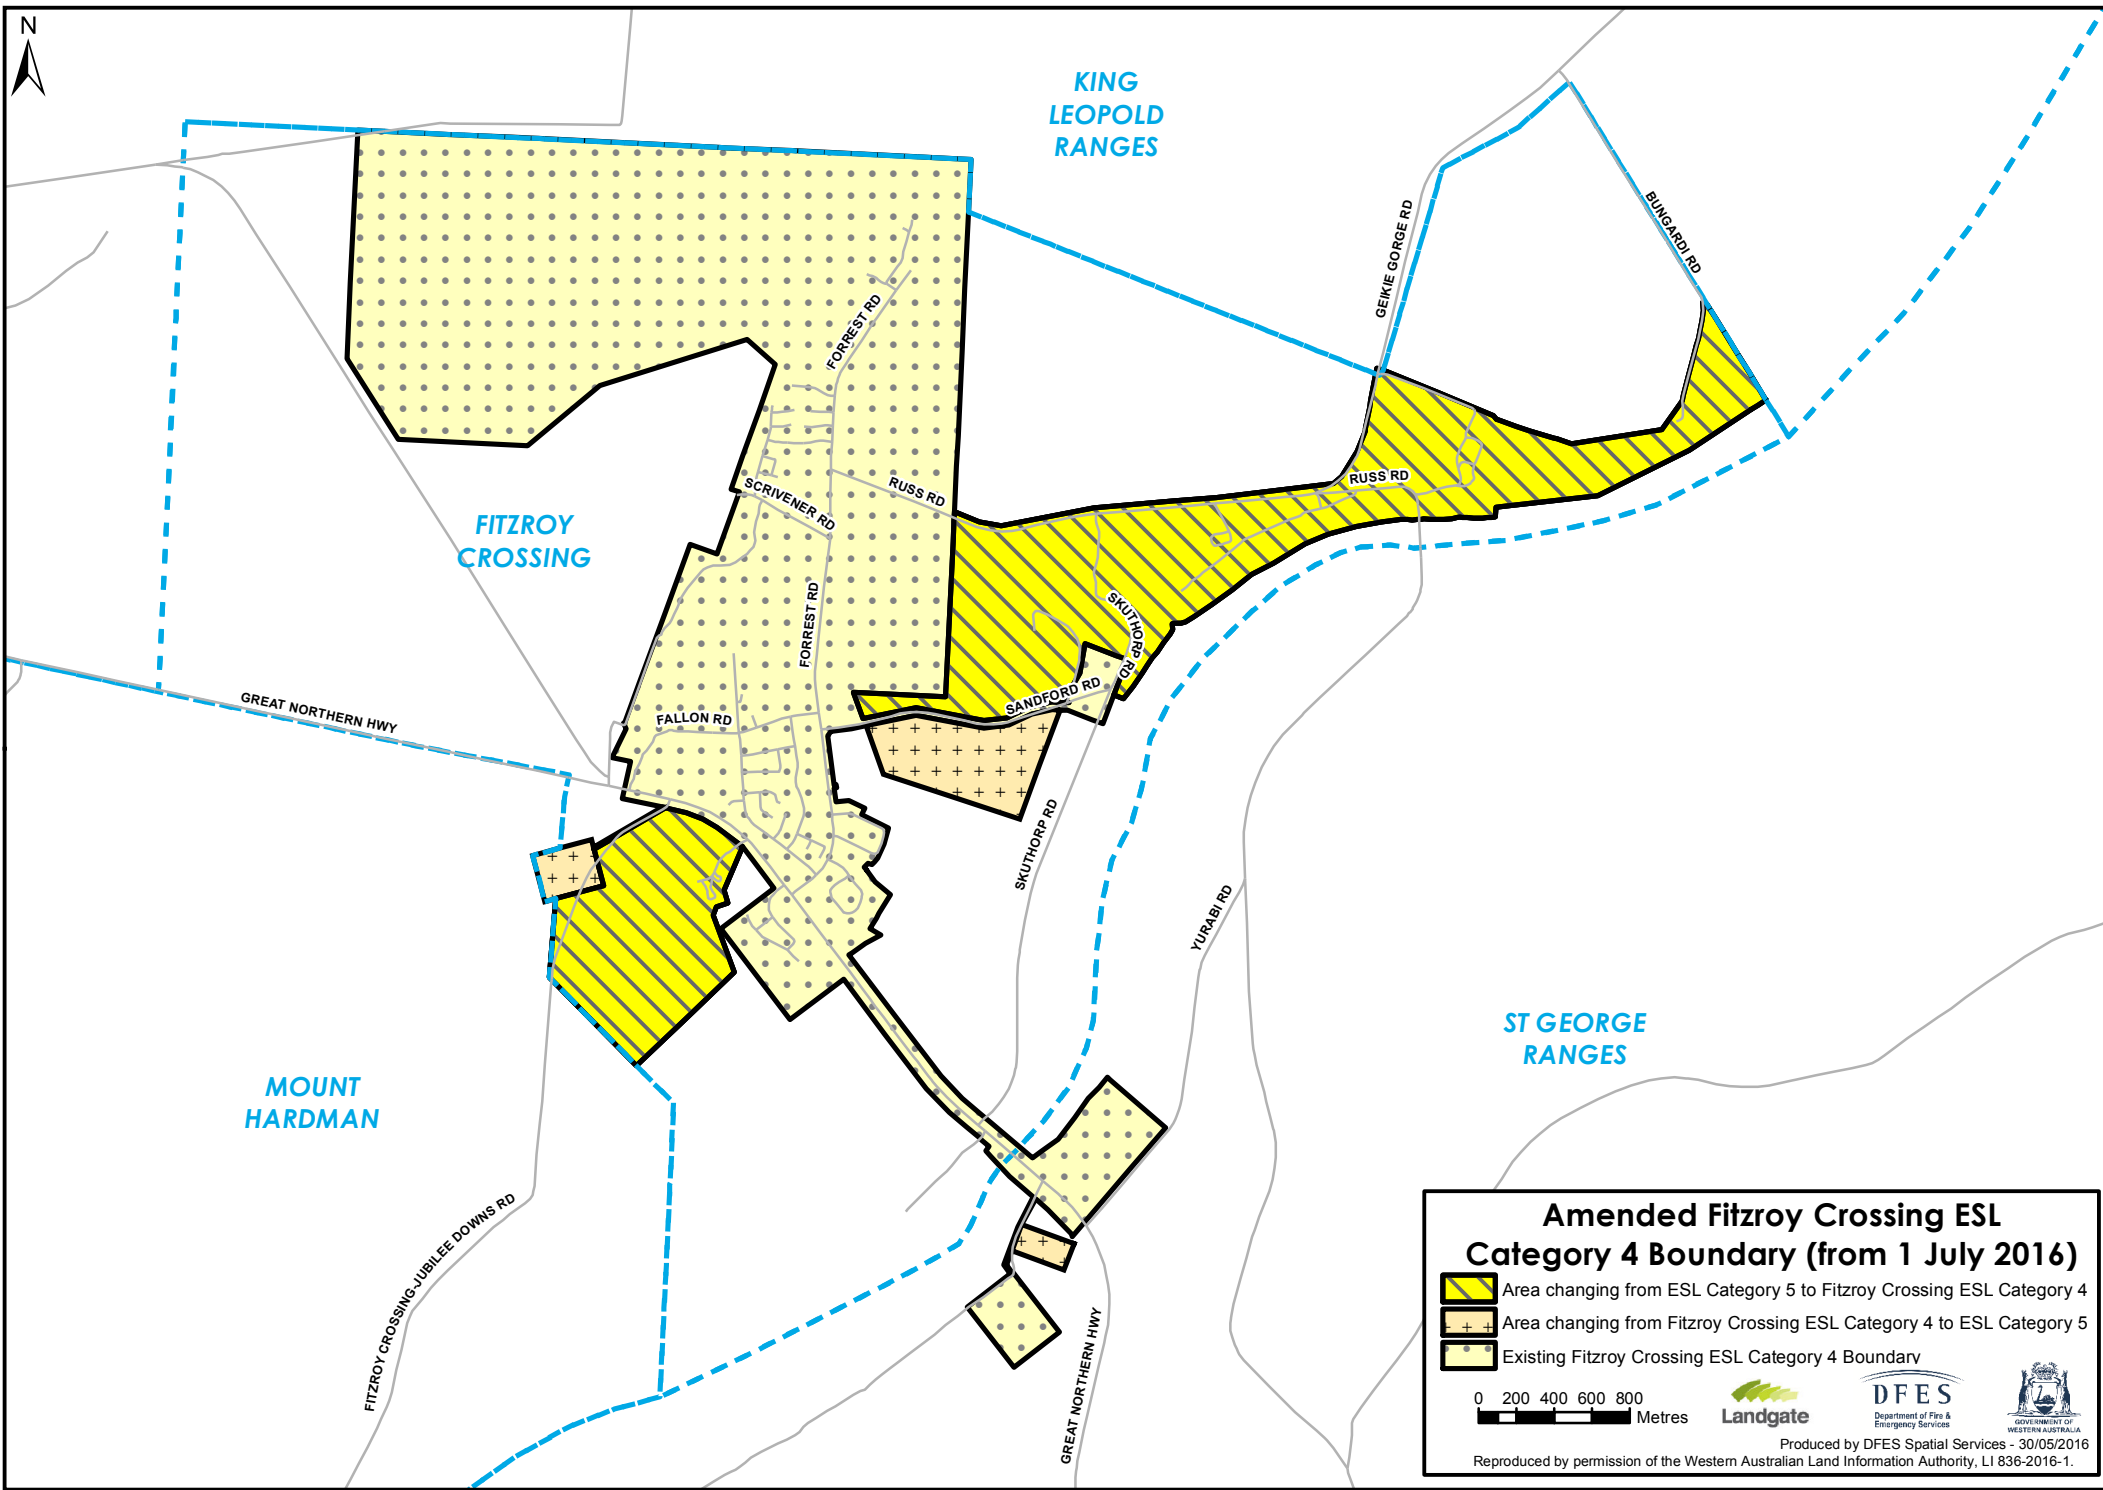 N
KING
LEOPOLD
RANGES
GEIKIE GORGE RD
BUNGARDI RD
FORREST RD
RUSS RD
RUSS RD
SCRIVENER RD
FITZROY
CROSSING
FORREST RD
SKUTHORP RD
SANDFORD RD
GREAT NORTHERN HWY
FALLON RD
SKUTHORP RD
YURABI RD
ST GEORGE
RANGES
MOUNT
HARDMAN
FITZROY CROSSING-JUBILEE DOWNS RD
GREAT NORTHERN HWY
Amended Fitzroy Crossing ESL
Category 4 Boundary (from 1 July 2016)
Area changing from ESL Category 5 to Fitzroy Crossing ESL Category 4
Area changing from Fitzroy Crossing ESL Category 4 to ESL Category 5
Existing Fitzroy Crossing ESL Category 4 Boundary
0 200 400 600 800
Metres
Landgate
DFES
Department of Fire &
Emergency Services
GOVERNMENT OF
WESTERN AUSTRALIA
Produced by DFES Spatial Services - 30/05/2016
Reproduced by permission of the Western Australian Land Information Authority, LI 836-2016-1.